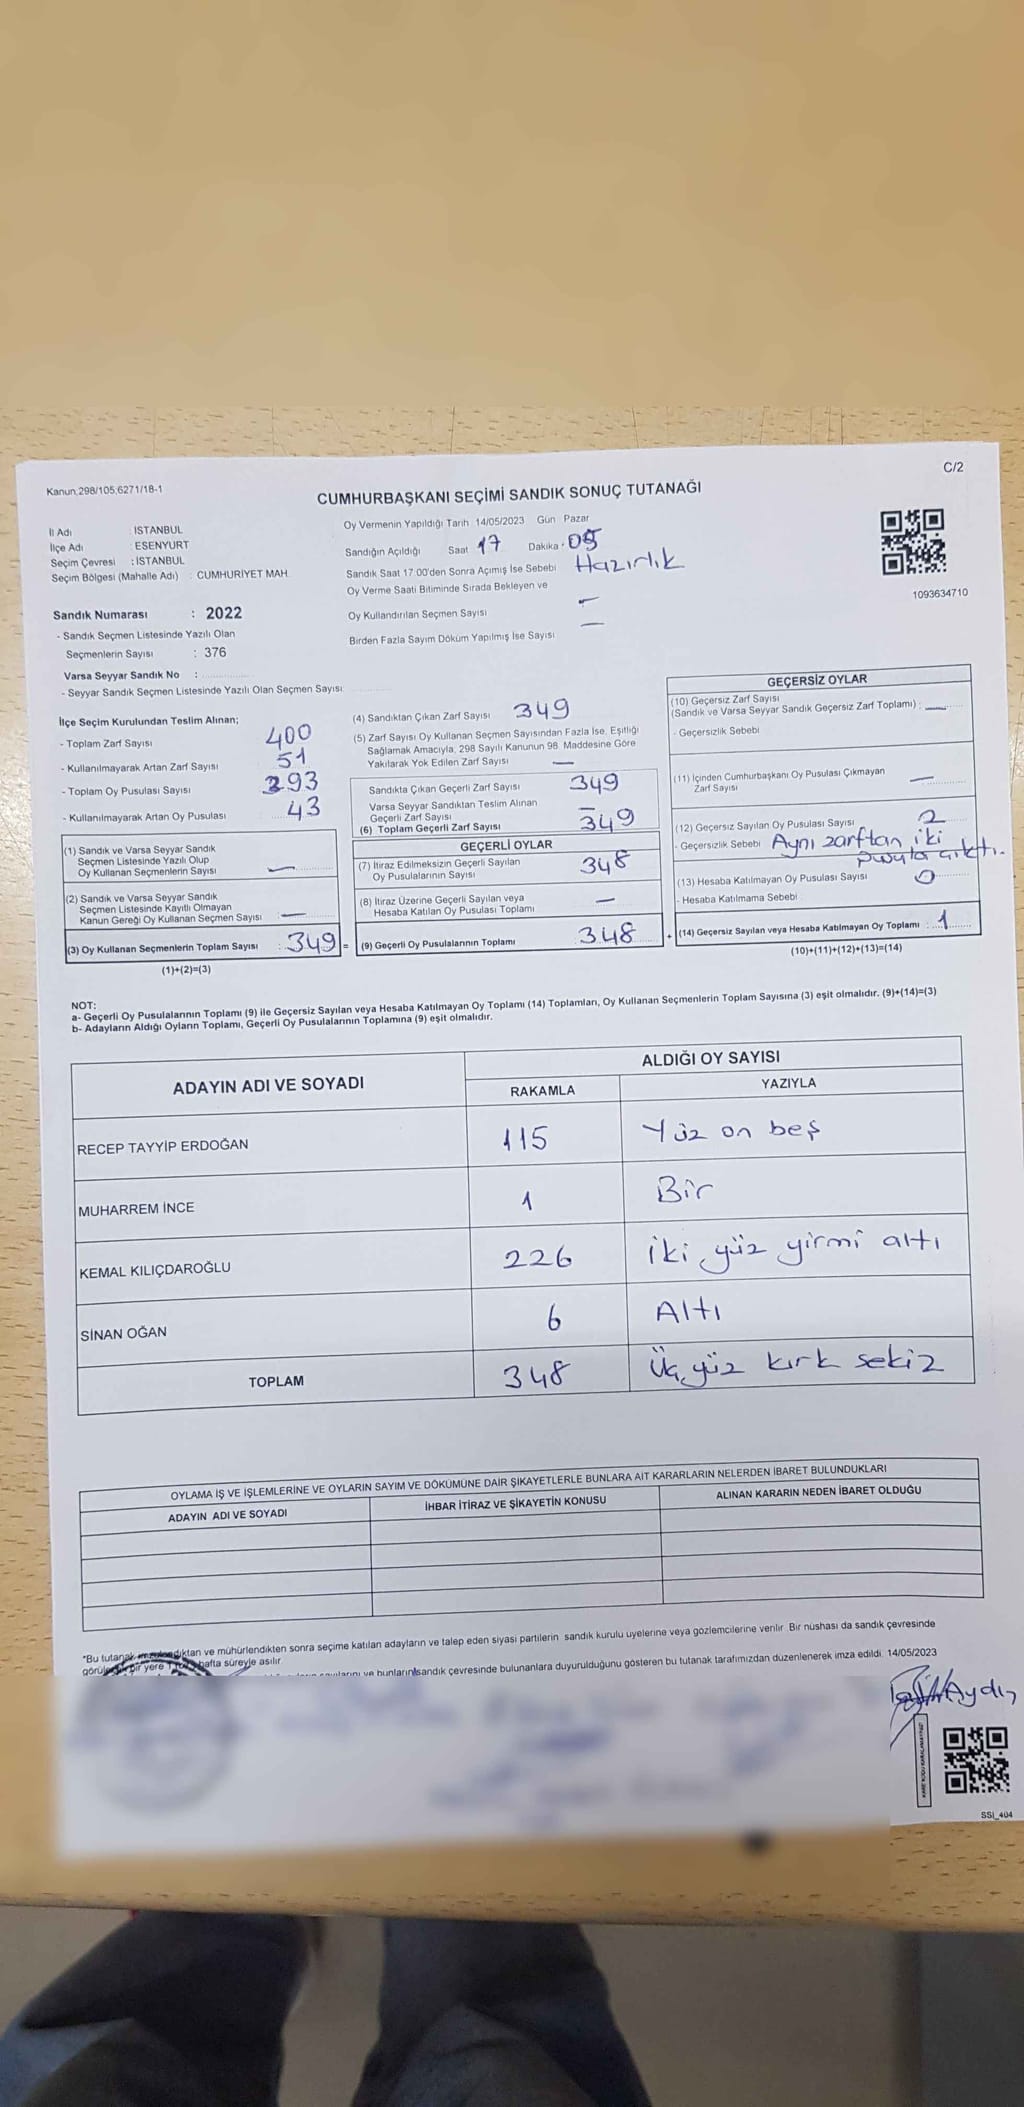 Kanun,298/105;6271/18-1
C/2
CUMHURBAŞKANI SEÇİMİ SANDIK SONUÇ TUTANAĞI
İl Adı : İSTANBUL
İlçe Adı : ESENYURT
Seçim Çevresi : İSTANBUL
Seçim Bölgesi (Mahalle Adı) : CUMHURİYET MAH.
Sandık Numarası : 2022
- Sandık Seçmen Listesinde Yazılı Olan
Seçmenlerin Sayısı : 376
Varsa Seyyar Sandık No :
- Seyyar Sandık Seçmen Listesinde Yazılı Olan Seçmen Sayısı:
Oy Vermenin Yapıldığı Tarih 14/05/2023 Gün Pazar
Sandığın Açıldığı Saat 17 Dakika : 05
Sandık Saat 17:00'den Sonra Açımış İse Sebebi Hazırlık
Oy Verme Saati Bitiminde Sırada Bekleyen ve
Oy Kullandırılan Seçmen Sayısı —
Birden Fazla Sayım Döküm Yapılmış İse Sayısı —
1093634710
İlçe Seçim Kurulundan Teslim Alınan;
- Toplam Zarf Sayısı 400
- Kullanılmayarak Artan Zarf Sayısı 51
- Toplam Oy Pusulası Sayısı 393
- Kullanılmayarak Artan Oy Pusulası 43
(1) Sandık ve Varsa Seyyar Sandık
Seçmen Listesinde Yazılı Olup
Oy Kullanan Seçmenlerin Sayısı —
(2) Sandık ve Varsa Seyyar Sandık
Seçmen Listesinde Kayıtlı Olmayan
Kanun Gereği Oy Kullanan Seçmen Sayısı —
(3) Oy Kullanan Seçmenlerin Toplam Sayısı : 349 =
(1)+(2)=(3)
(4) Sandıktan Çıkan Zarf Sayısı 349
(5) Zarf Sayısı Oy Kullanan Seçmen Sayısından Fazla İse, Eşitliği
Sağlamak Amacıyla, 298 Sayılı Kanunun 98. Maddesine Göre
Yakılarak Yok Edilen Zarf Sayısı —
Sandıkta Çıkan Geçerli Zarf Sayısı 349
Varsa Seyyar Sandıktan Teslim Alınan
Geçerli Zarf Sayısı —
(6) Toplam Geçerli Zarf Sayısı 349
GEÇERLİ OYLAR
(7) İtiraz Edilmeksizin Geçerli Sayılan
Oy Pusulalarının Sayısı 348
(8) İtiraz Üzerine Geçerli Sayılan veya
Hesaba Katılan Oy Pusulası Toplamı —
(9) Geçerli Oy Pusulalarının Toplamı 348 +
GEÇERSİZ OYLAR
(10) Geçersiz Zarf Sayısı
(Sandık ve Varsa Seyyar Sandık Geçersiz Zarf Toplamı) : —
- Geçersizlik Sebebi
(11) İçinden Cumhurbaşkanı Oy Pusulası Çıkmayan
Zarf Sayısı —
(12) Geçersiz Sayılan Oy Pusulası Sayısı 2
- Geçersizlik Sebebi Aynı zarftan iki
pusula çıktı.
(13) Hesaba Katılmayan Oy Pusulası Sayısı 0
- Hesaba Katılmama Sebebi
(14) Geçersiz Sayılan veya Hesaba Katılmayan Oy Toplamı : 1
(10)+(11)+(12)+(13)=(14)
NOT:
a- Geçerli Oy Pusulalarının Toplamı (9) ile Geçersiz Sayılan veya Hesaba Katılmayan Oy Toplamı (14) Toplamları, Oy Kullanan Seçmenlerin Toplam Sayısına (3) eşit olmalıdır. (9)+(14)=(3)
b- Adayların Aldığı Oyların Toplamı, Geçerli Oy Pusulalarının Toplamına (9) eşit olmalıdır.
ADAYIN ADI VE SOYADI
ALDIĞI OY SAYISI
RAKAMLA YAZIYLA
RECEP TAYYİP ERDOĞAN 115 Yüz on beş
MUHARREM İNCE 1 Bir
KEMAL KILIÇDAROĞLU 226 iki yüz yirmi altı
SİNAN OĞAN 6 Altı
TOPLAM 348 Üç yüz kırk sekiz
OYLAMA İŞ VE İŞLEMLERİNE VE OYLARIN SAYIM VE DÖKÜMÜNE DAİR ŞİKAYETLERLE BUNLARA AİT KARARLARIN NELERDEN İBARET BULUNDUKLARI
ADAYIN ADI VE SOYADI İHBAR İTİRAZ VE ŞİKAYETİN KONUSU ALINAN KARARIN NEDEN İBARET OLDUĞU
*Bu tutanak ve mühürlendikten sonra seçime katılan adayların ve talep eden siyasi partilerin sandık kurulu üyelerine veya gözlemcilerine verilir. Bir nüshası da sandık çevresinde
bir yere hafta süreyle asılır.
ve bunların sandık çevresinde bulunanlara duyurulduğunu gösteren bu tutanak tarafımızdan düzenlenerek imza edildi. 14/05/2023
Aydın
SSİ_404